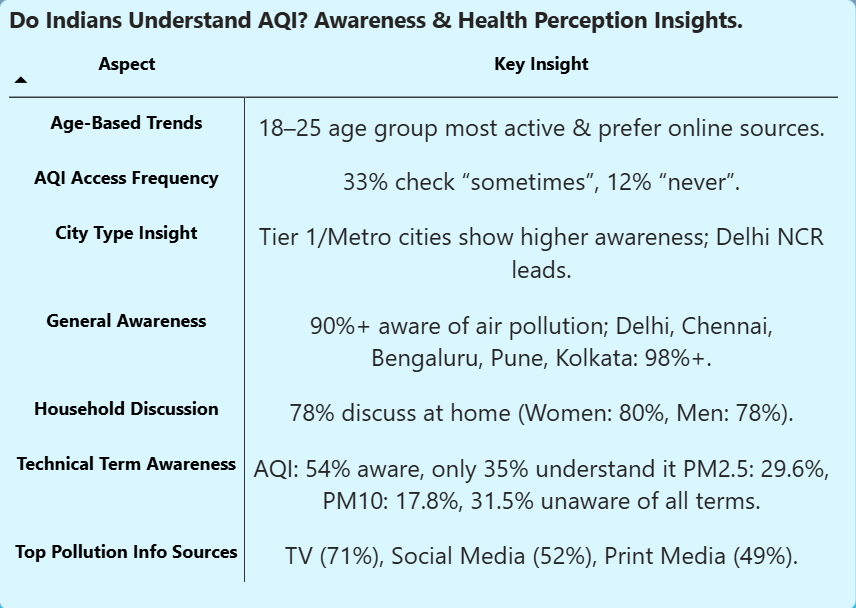 Do Indians Understand AQI? Awareness & Health Perception Insights.
Aspect
Key Insight
Age-Based Trends
18–25 age group most active & prefer online sources.
AQI Access Frequency
33% check “sometimes”, 12% “never”.
City Type Insight
Tier 1/Metro cities show higher awareness; Delhi NCR
leads.
General Awareness
90%+ aware of air pollution; Delhi, Chennai,
Bengaluru, Pune, Kolkata: 98%+.
Household Discussion
78% discuss at home (Women: 80%, Men: 78%).
Technical Term Awareness
AQI: 54% aware, only 35% understand it PM2.5: 29.6%,
PM10: 17.8%, 31.5% unaware of all terms.
Top Pollution Info Sources
TV (71%), Social Media (52%), Print Media (49%).